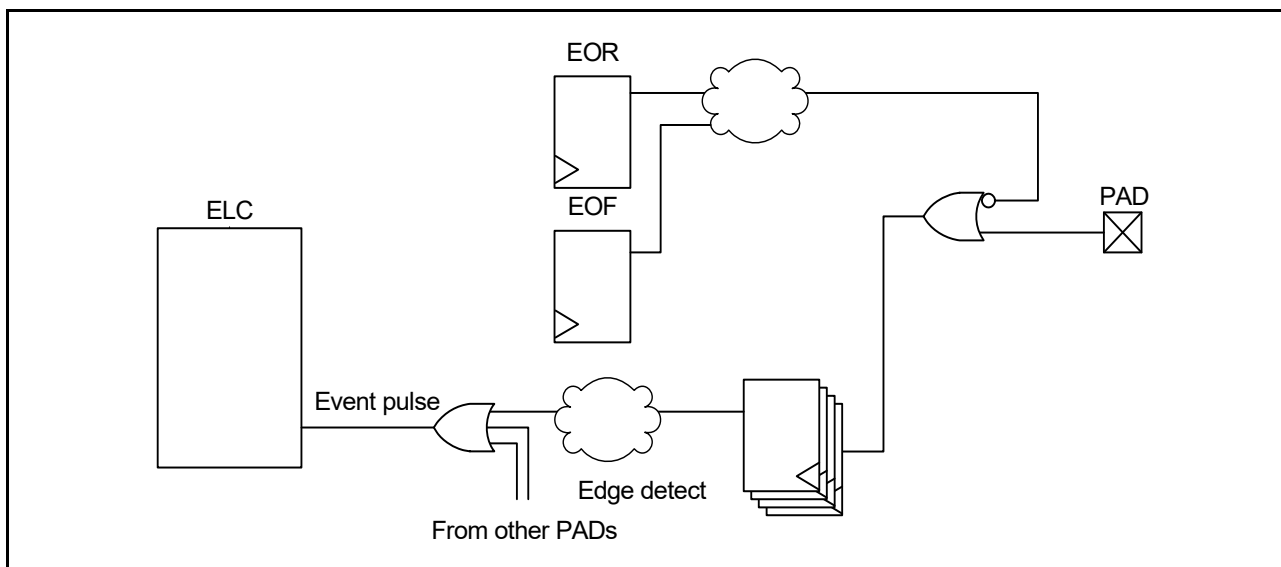 EOR
PAD
ELC
EOF
Event pulse
Edge detect
From other PADs